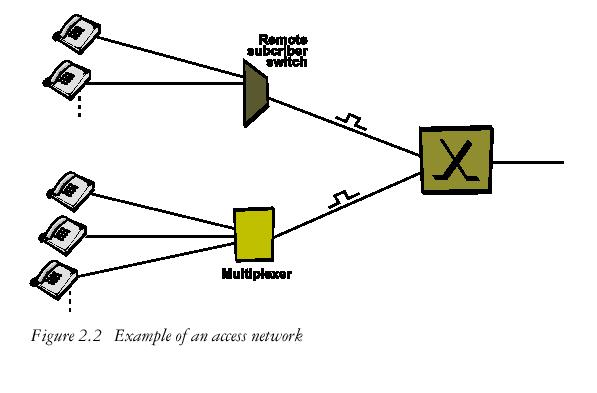 Remote
subcriber
switch
X
Multiplexer
Figure 2.2 Example of an access network